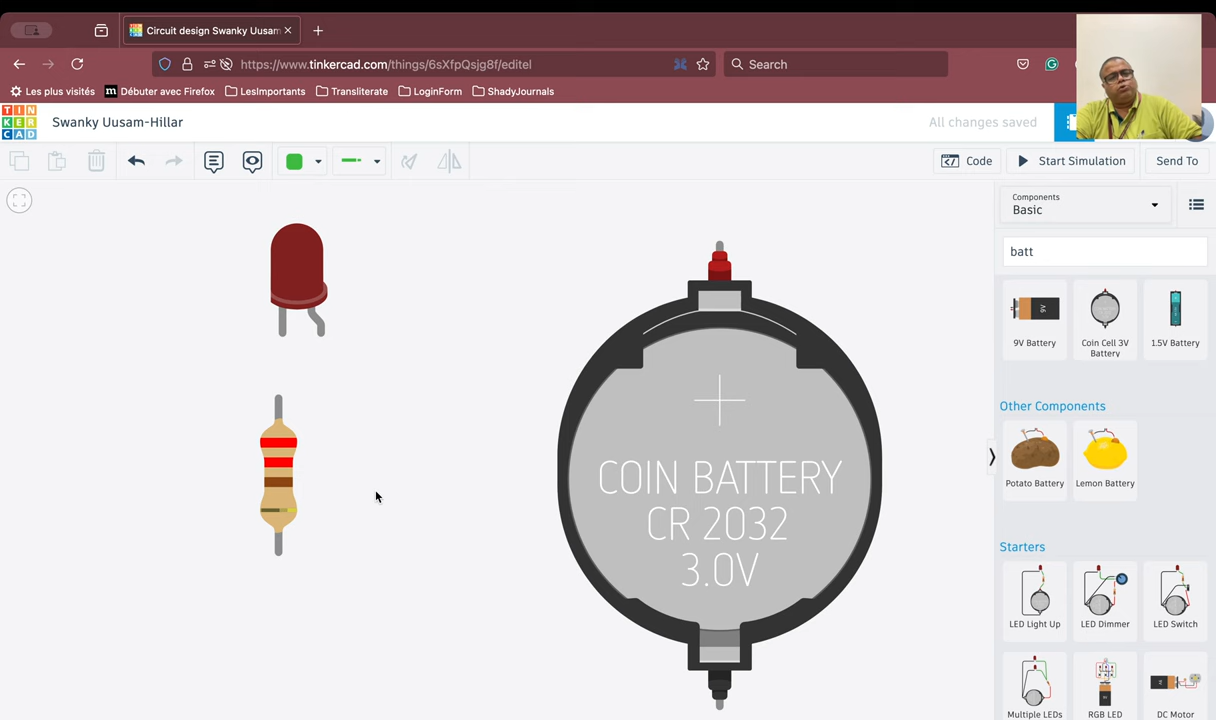 Circuit design Swanky Uusam
https://www.tinkercad.com/things/6sXfpQsjg8f/editel
Search
Les plus visités
Débuter avec Firefox
LesImportants
Transliterate
LoginForm
ShadyJournals
TIN
KER
CAD
Swanky Uusam-Hillar
All changes saved
Code
Start Simulation
Send To
Components
Basic
batt
9V Battery
Coin Cell 3V
Battery
1.5V Battery
Other Components
Potato Battery
Lemon Battery
Starters
LED Light Up
LED Dimmer
LED Switch
Multiple LEDs
RGB LED
DC Motor
COIN BATTERY
CR 2032
3.0V